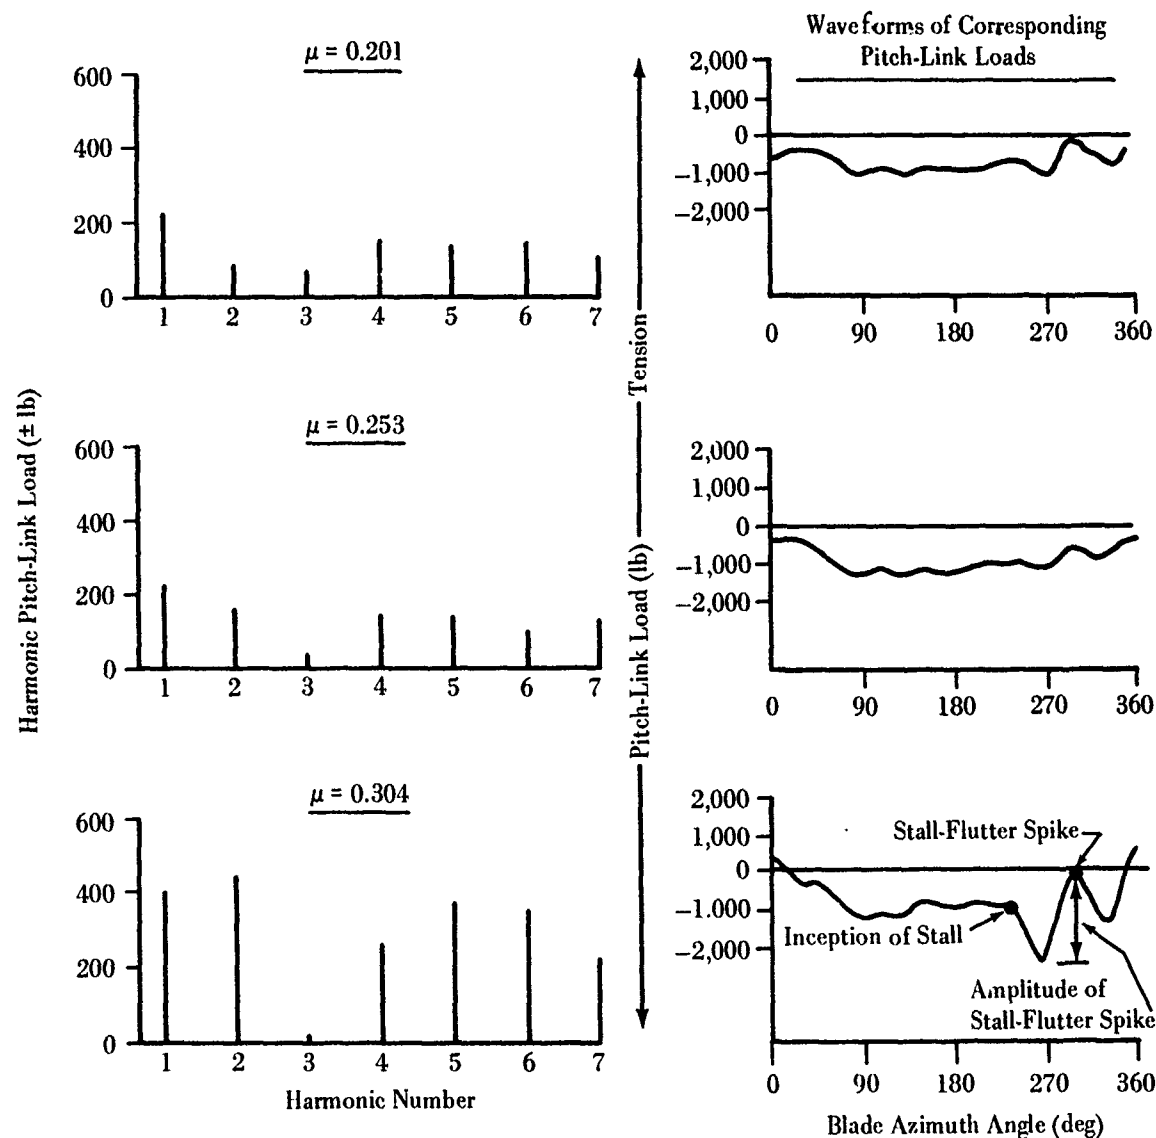 μ = 0.201
600
400
200
0
1 2 3 4 5 6 7
μ = 0.253
600
400
200
0
1 2 3 4 5 6 7
μ = 0.304
600
400
200
0
1 2 3 4 5 6 7
Harmonic Number
Harmonic Pitch-Link Load (± lb)
Tension
Pitch-Link Load (lb)
Waveforms of Corresponding
Pitch-Link Loads
2,000
1,000
0
-1,000
-2,000
0 90 180 270 360
2,000
1,000
0
-1,000
-2,000
0 90 180 270 360
2,000
1,000
0
-1,000
-2,000
Stall-Flutter Spike
Inception of Stall
Amplitude of
Stall-Flutter Spike
0 90 180 270 360
Blade Azimuth Angle (deg)